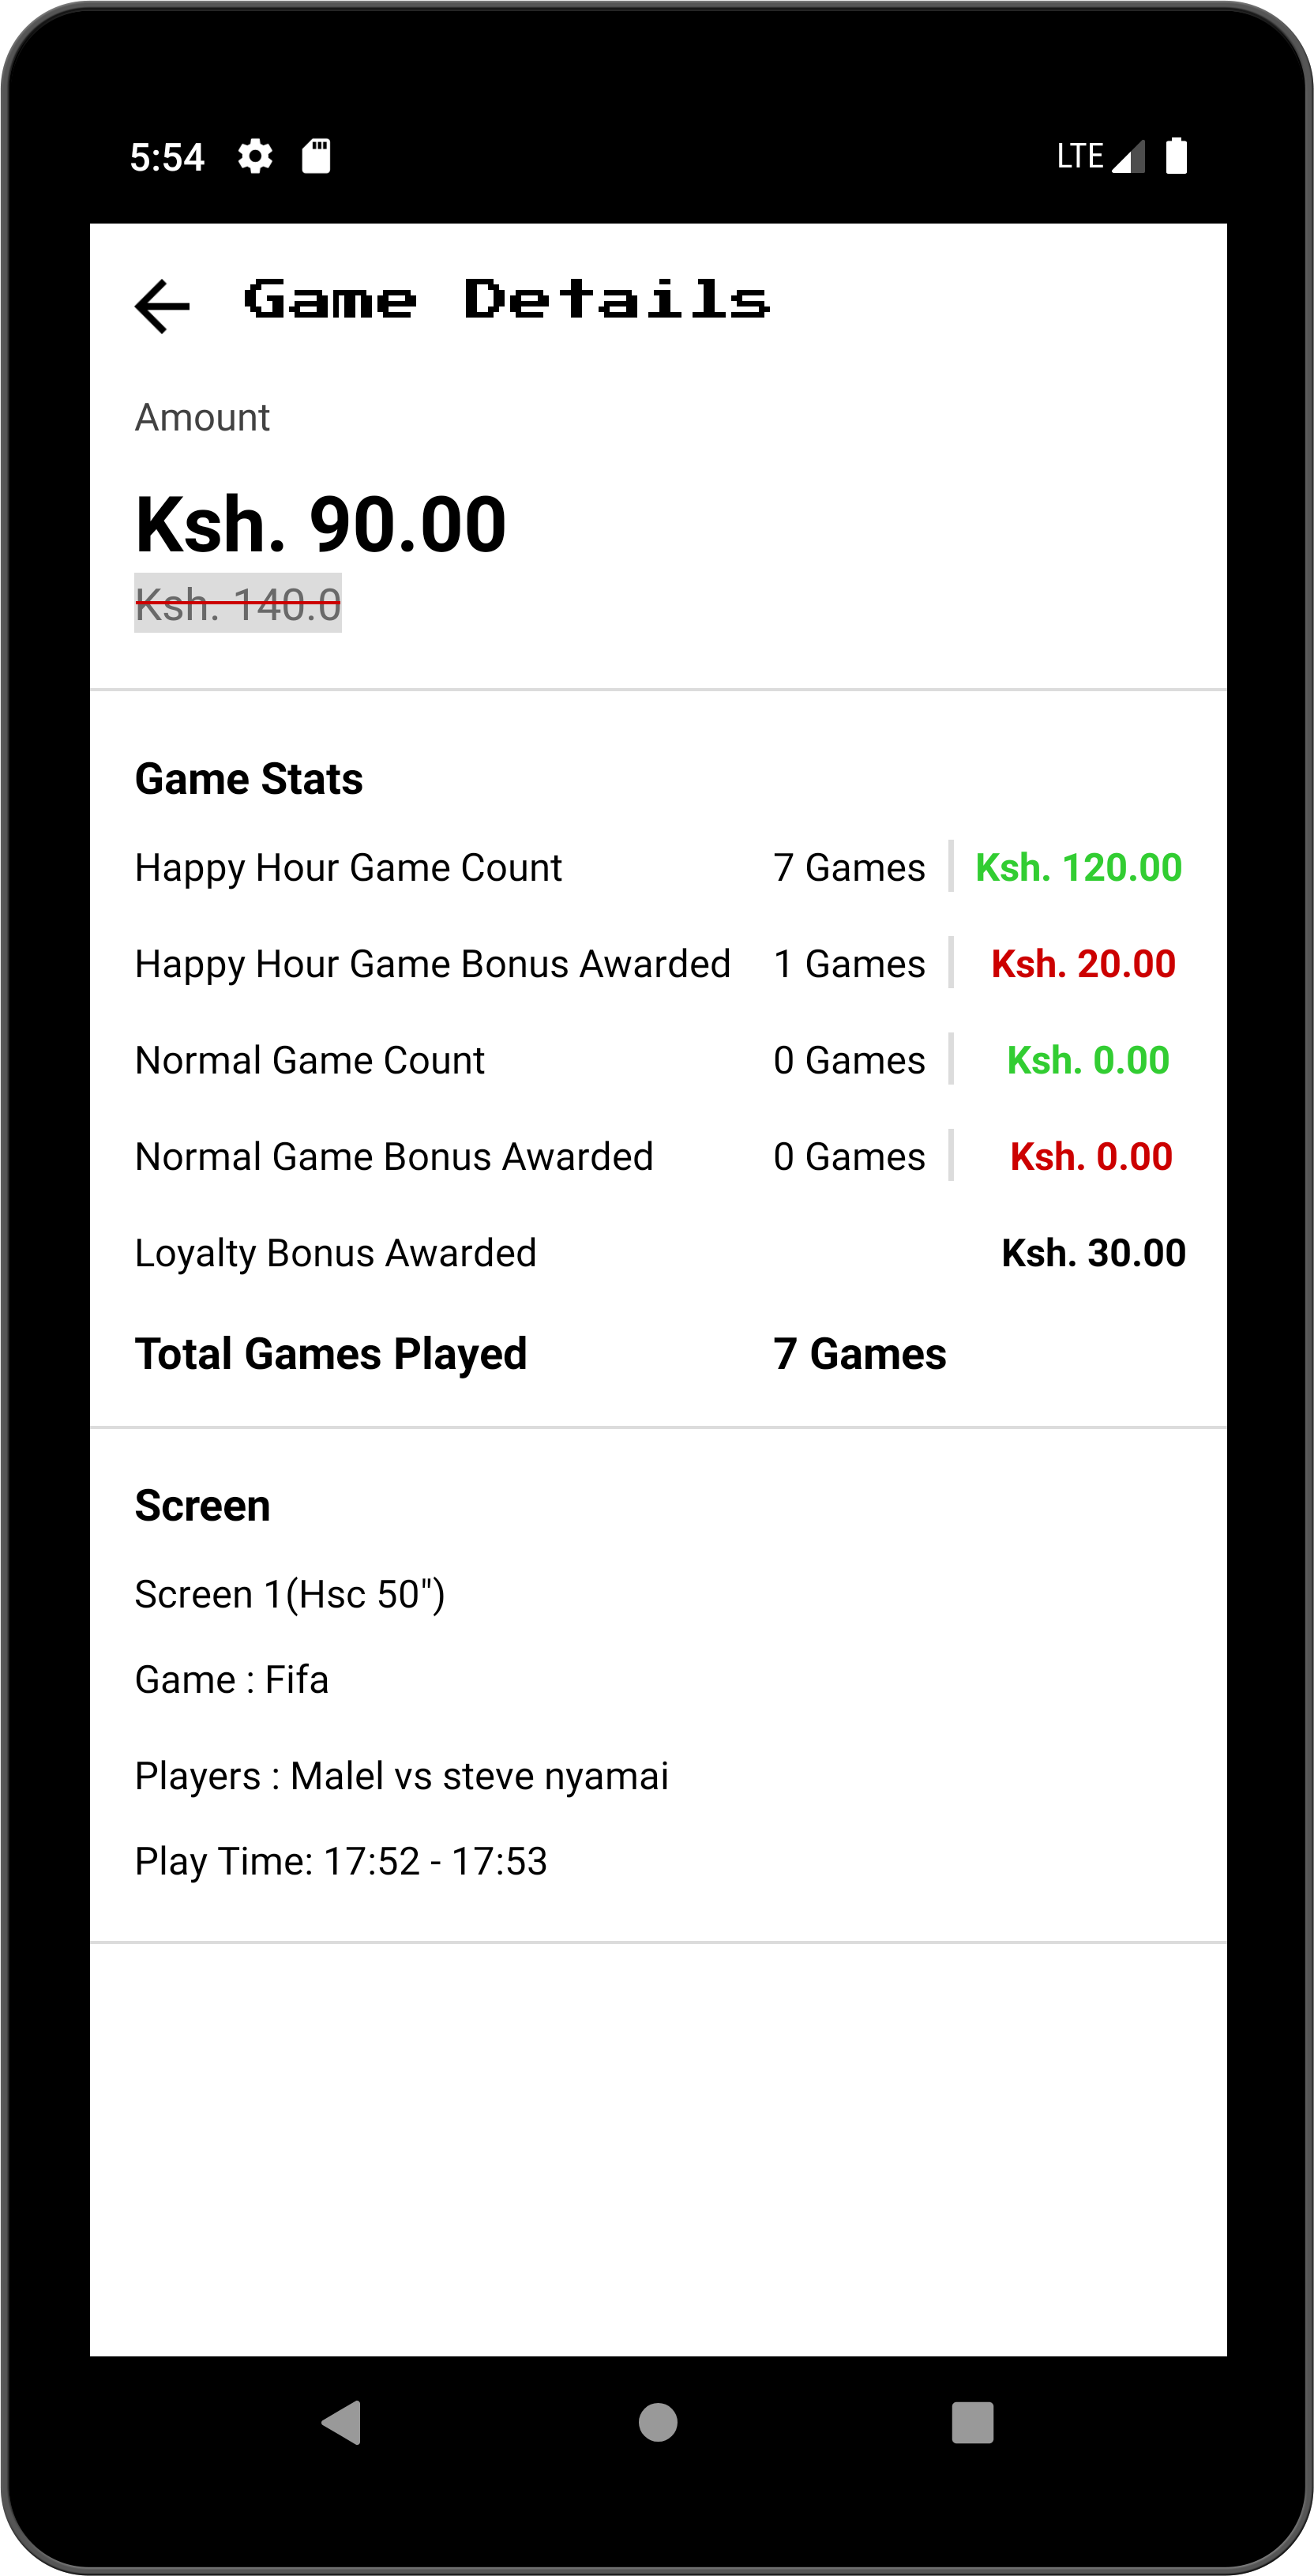 5:54 LTE
Game Details
Amount
Ksh. 90.00
Ksh. 140.0
Game Stats
Happy Hour Game Count 7 Games Ksh. 120.00
Happy Hour Game Bonus Awarded 1 Games Ksh. 20.00
Normal Game Count 0 Games Ksh. 0.00
Normal Game Bonus Awarded 0 Games Ksh. 0.00
Loyalty Bonus Awarded Ksh. 30.00
Total Games Played 7 Games
Screen
Screen 1(Hsc 50")
Game : Fifa
Players : Malel vs steve nyamai
Play Time: 17:52 - 17:53